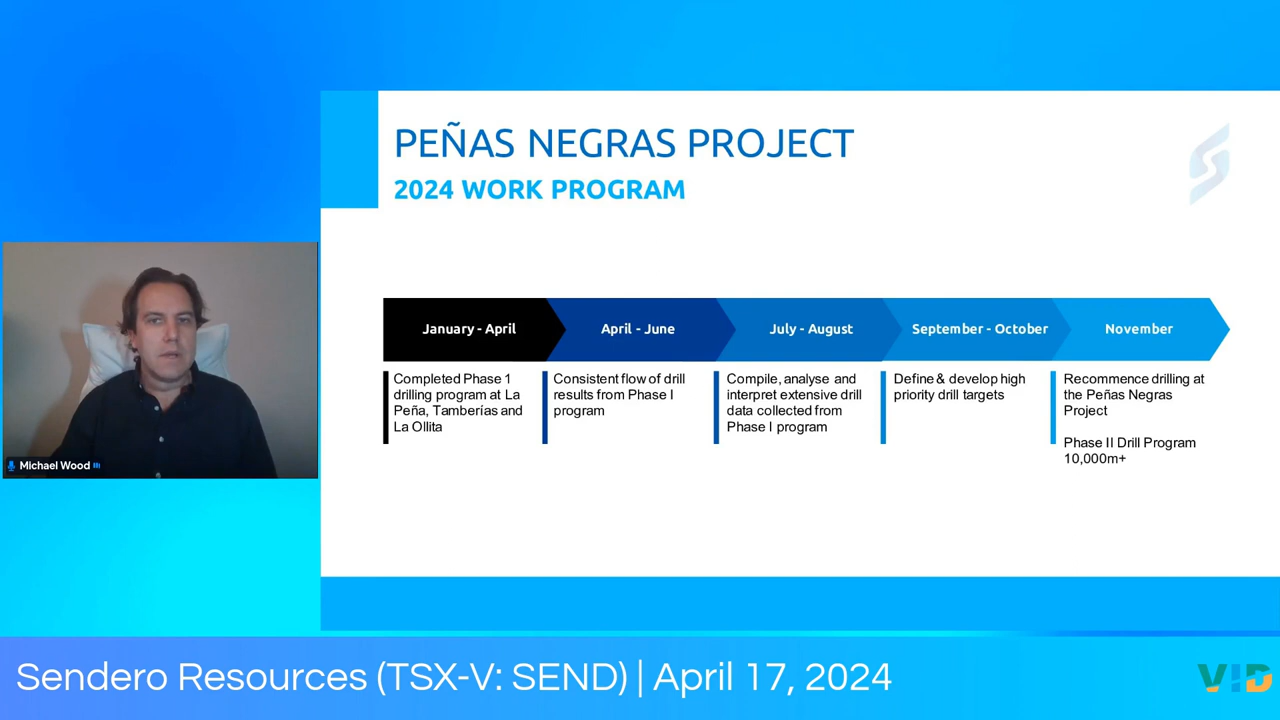 PEÑAS NEGRAS PROJECT
2024 WORK PROGRAM
January - April
April - June
July - August
September - October
November
Completed Phase 1
drilling program at La
Peña, Tamberías and
La Ollita
Consistent flow of drill
results from Phase I
program
Compile, analyse and
interpret extensive drill
data collected from
Phase I program
Define & develop high
priority drill targets
Recommence drilling at
the Peñas Negras
Project
Phase II Drill Program
10,000m+
Michael Wood
Sendero Resources (TSX-V: SEND) | April 17, 2024
VID